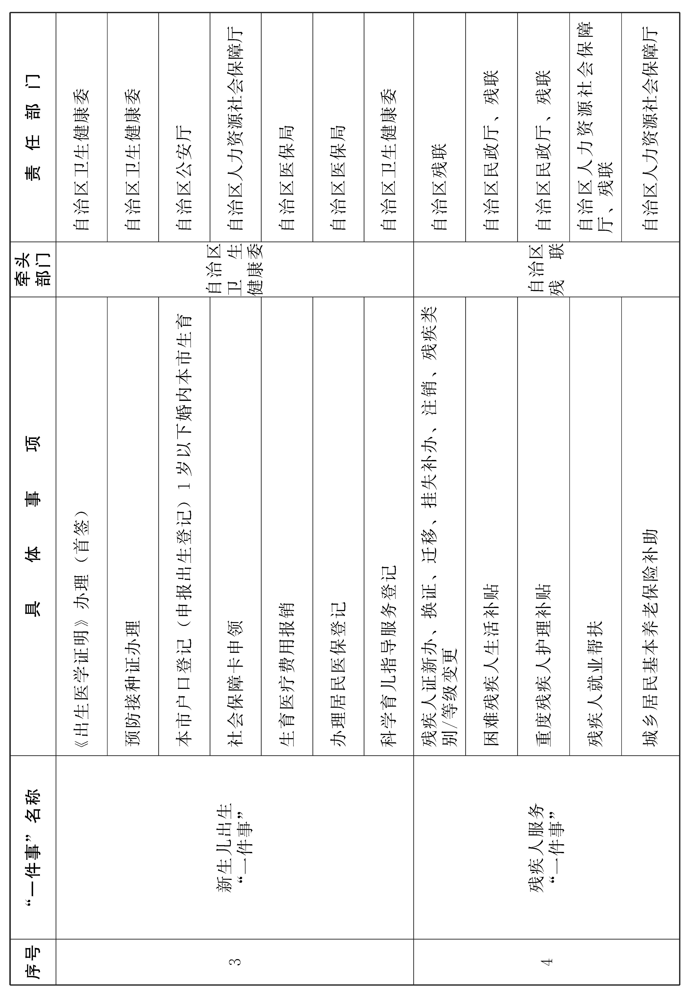 序号
“一件事”名称
具体事项
牵头
部门
责任部门
3
新生儿出生
“一件事”
《出生医学证明》办理（首签）
自治区
卫生
健康委
自治区卫生健康委
预防接种证办理
自治区卫生健康委
本市户口登记（申报出生登记）1岁以下婚内本市生育
自治区公安厅
社会保障卡申领
自治区人力资源社会保障厅
生育医疗费用报销
自治区医保局
办理居民医保登记
自治区医保局
科学育儿指导服务登记
自治区卫生健康委
4
残疾人服务
“一件事”
残疾人证新办、换证、迁移、挂失补办、注销、残疾类
别/等级变更
自治区
残联
自治区残联
困难残疾人生活补贴
自治区民政厅、残联
重度残疾人护理补贴
自治区民政厅、残联
残疾人就业帮扶
自治区人力资源社会保障
厅、残联
城乡居民基本养老保险补助
自治区人力资源社会保障厅